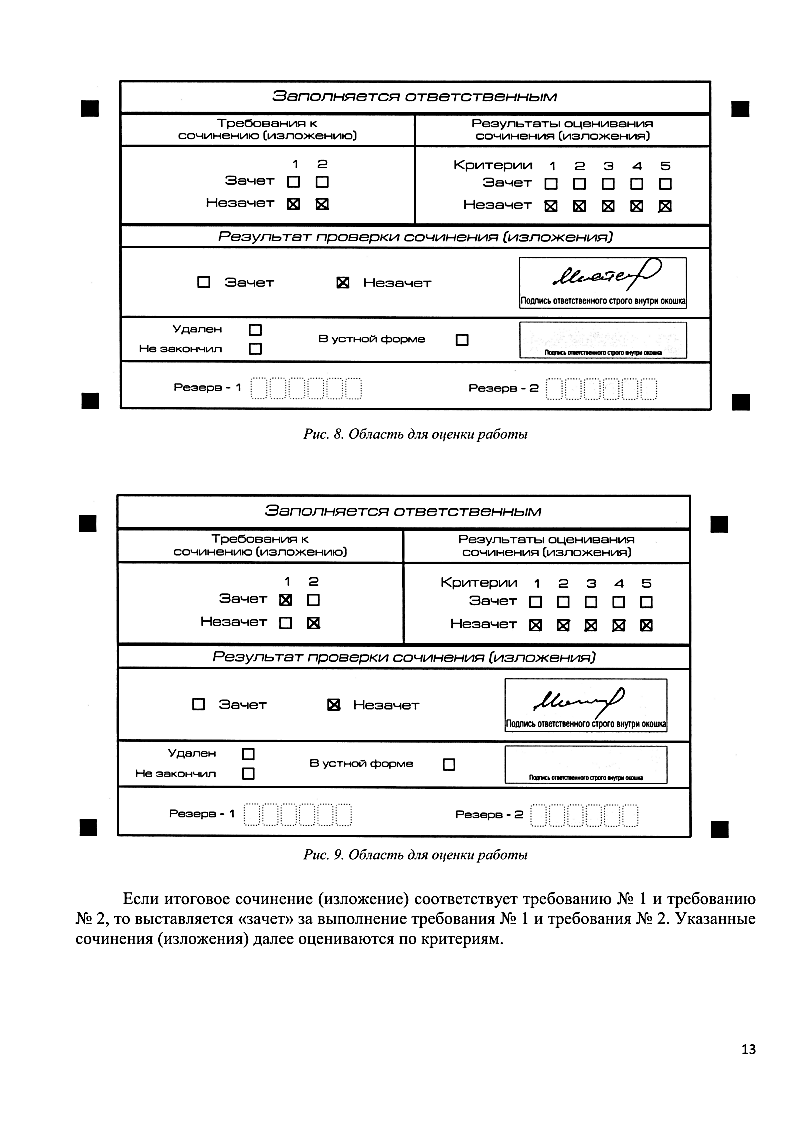 Заполняется ответственным
Требования к сочинению (изложению)
Результаты оценивания сочинения (изложения)
1 2
Зачет ☐ ☐
Незачет ☒ ☒
Критерии 1 2 3 4 5
Зачет ☐ ☐ ☐ ☐ ☐
Незачет ☒ ☒ ☒ ☒ ☒
Результат проверки сочинения (изложения)
☐ Зачет ☒ Незачет
Подпись ответственного строго внутри окошка
Удален ☐
Не закончил ☐
В устной форме ☐
Подпись ответственного строго внутри окошка
Резерв - 1
Резерв - 2
Рис. 8. Область для оценки работы
Заполняется ответственным
Требования к сочинению (изложению)
Результаты оценивания сочинения (изложения)
1 2
Зачет ☒ ☐
Незачет ☐ ☒
Критерии 1 2 3 4 5
Зачет ☐ ☐ ☐ ☐ ☐
Незачет ☒ ☒ ☒ ☒ ☒
Результат проверки сочинения (изложения)
☐ Зачет ☒ Незачет
Подпись ответственного строго внутри окошка
Удален ☐
Не закончил ☐
В устной форме ☐
Подпись ответственного строго внутри окошка
Резерв - 1
Резерв - 2
Рис. 9. Область для оценки работы
Если итоговое сочинение (изложение) соответствует требованию № 1 и требованию
№ 2, то выставляется «зачет» за выполнение требования № 1 и требования № 2. Указанные
сочинения (изложения) далее оцениваются по критериям.
13